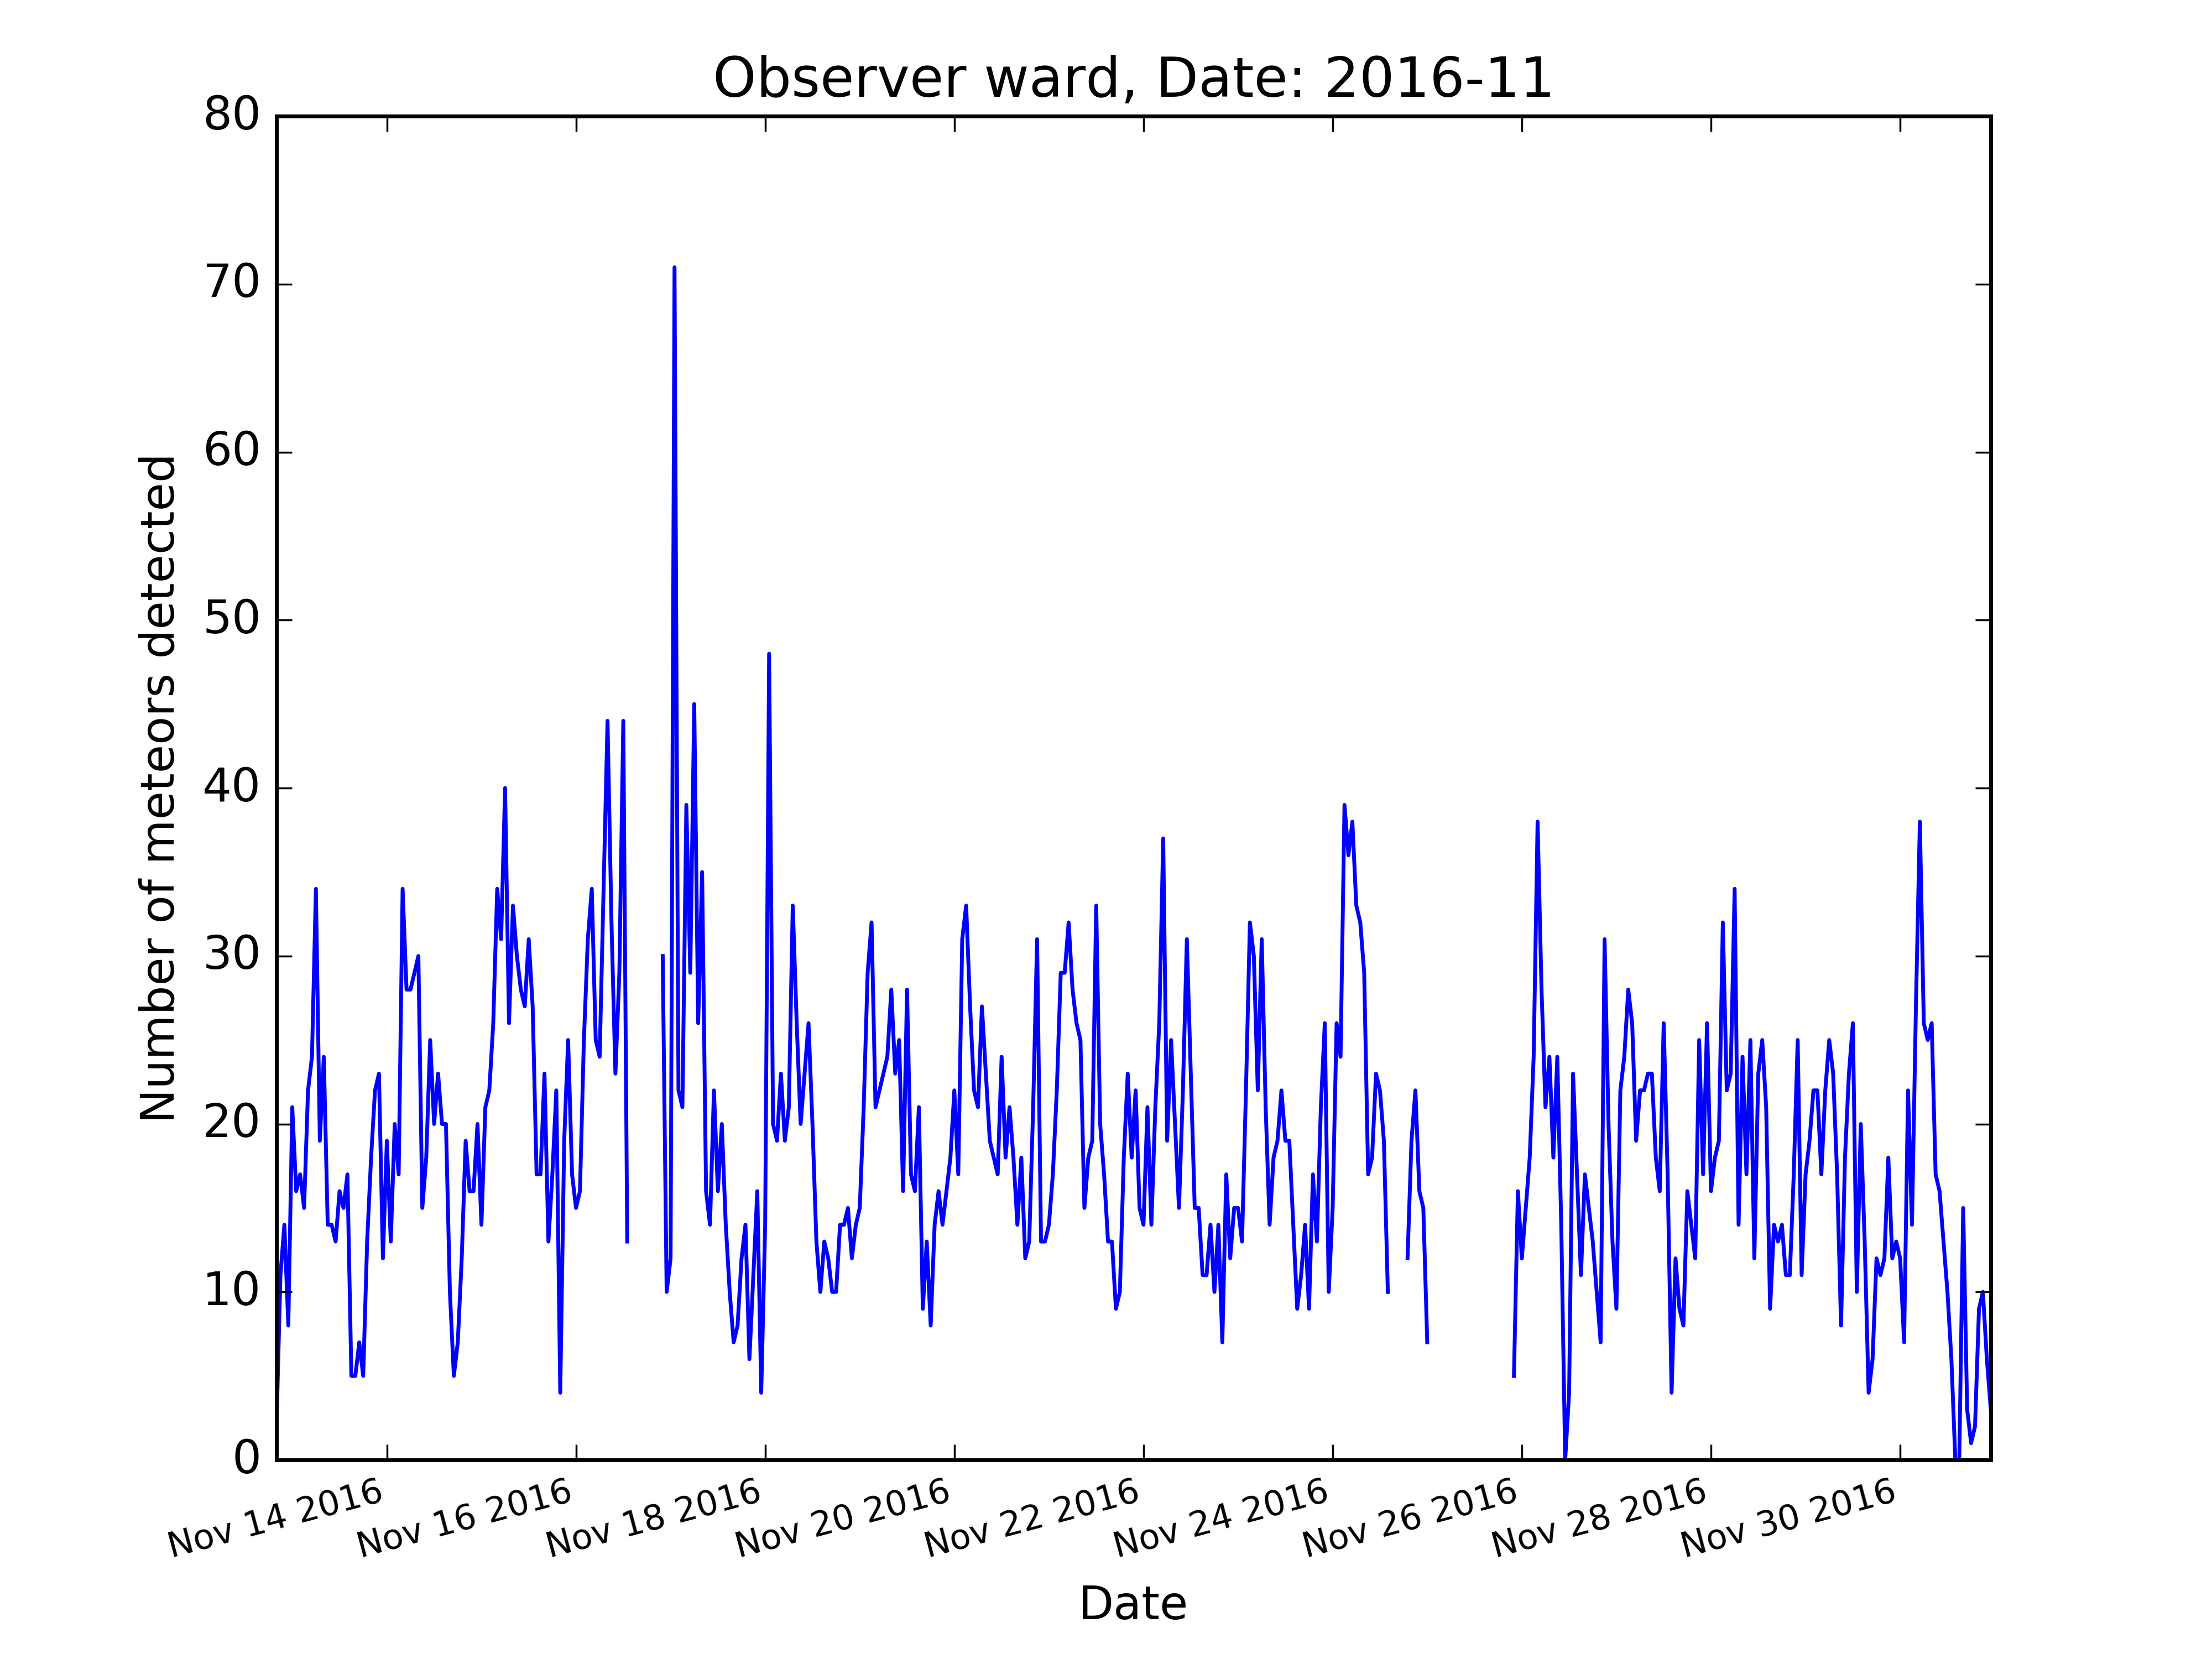 Observer ward, Date: 2016-11
80
70
60
50
40
30
20
10
0
Number of meteors detected
Nov 14 2016
Nov 16 2016
Nov 18 2016
Nov 20 2016
Nov 22 2016
Nov 24 2016
Nov 26 2016
Nov 28 2016
Nov 30 2016
Date